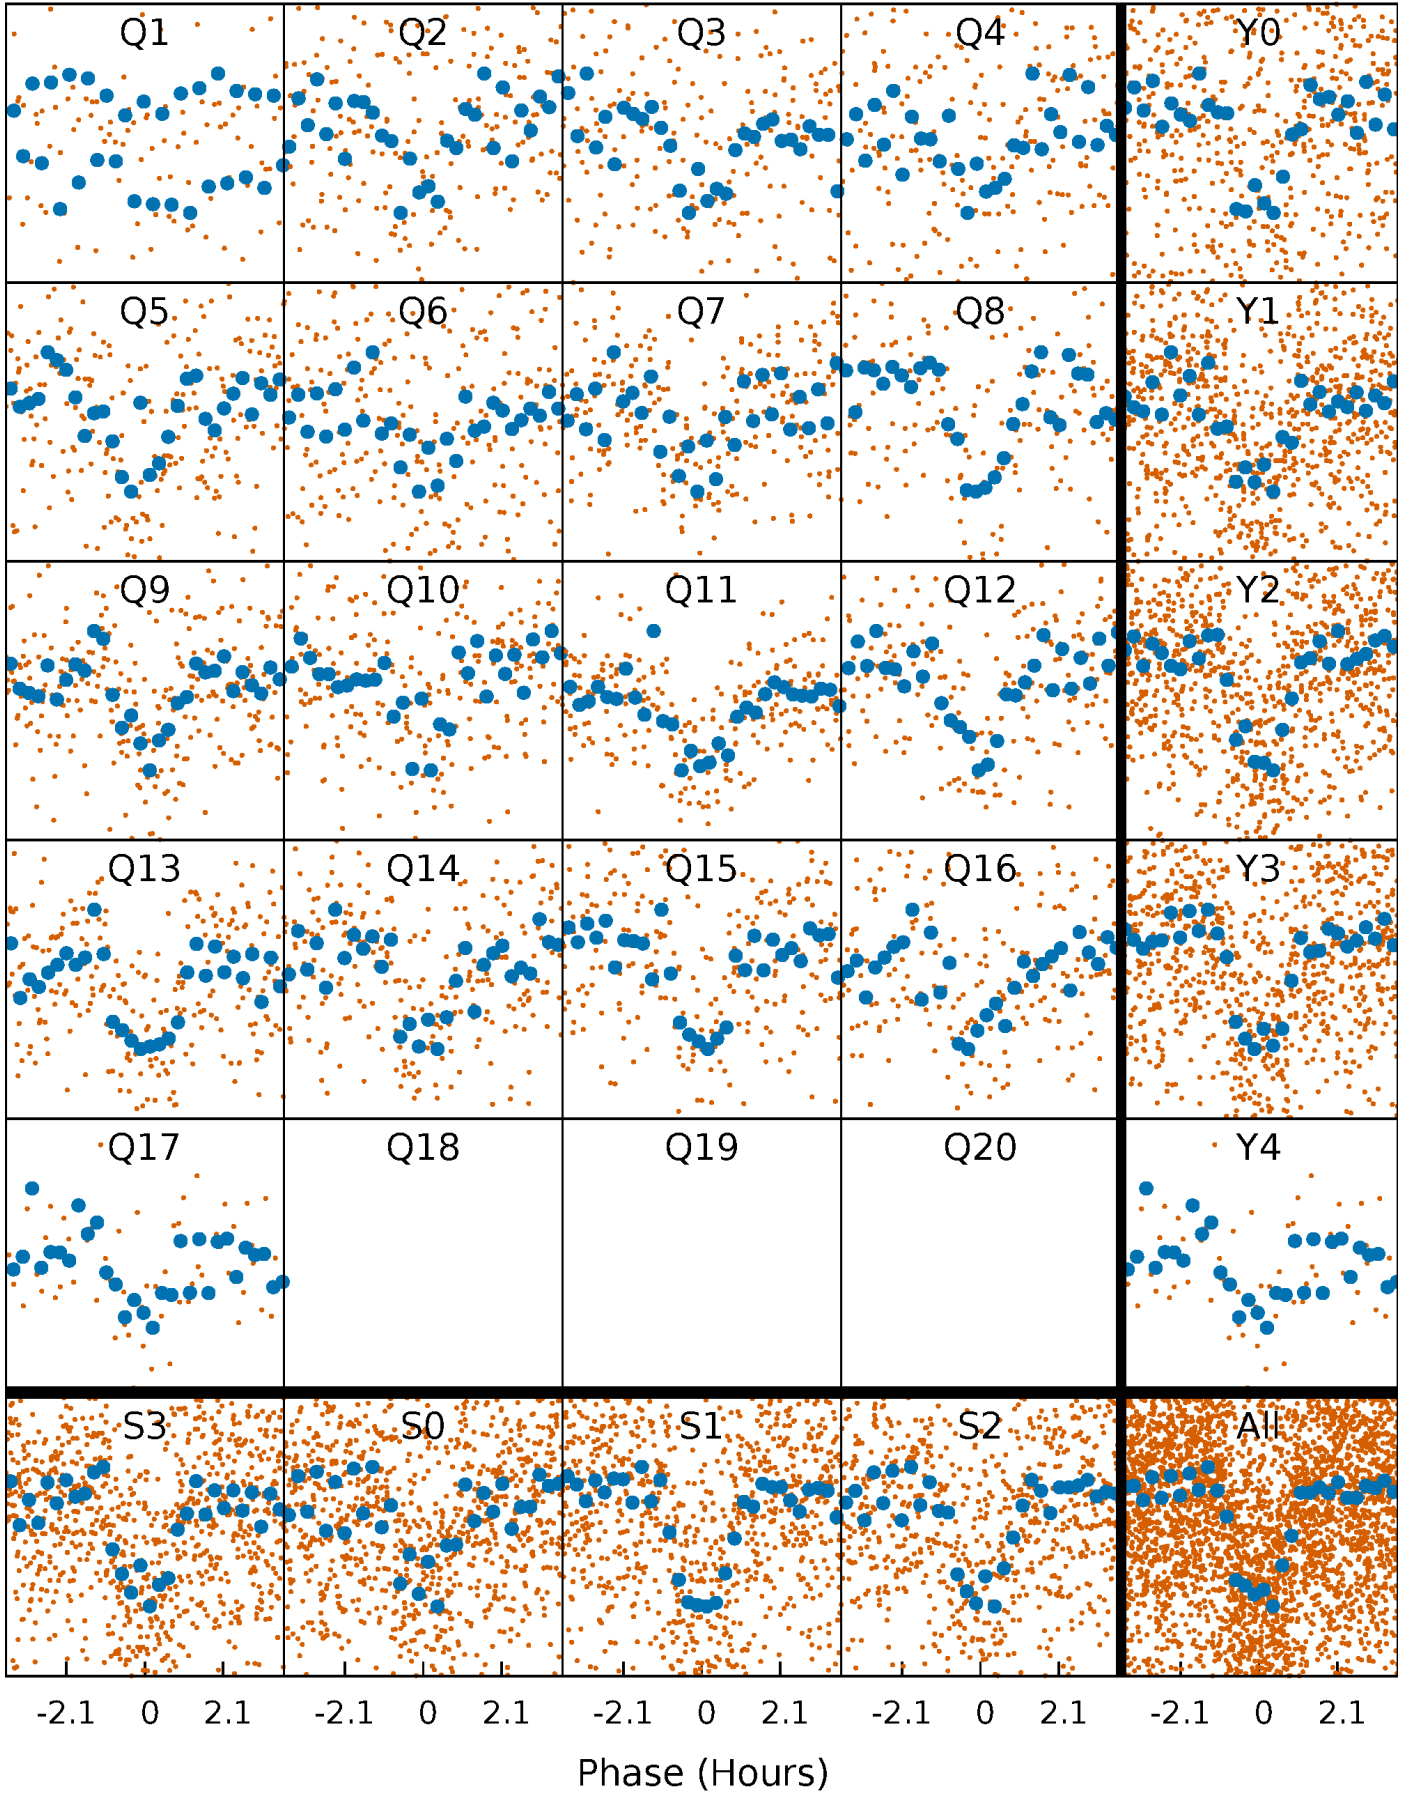 Q1 Q2 Q3 Q4 Y0
Q5 Q6 Q7 Q8 Y1
Q9 Q10 Q11 Q12 Y2
Q13 Q14 Q15 Q16 Y3
Q17 Q18 Q19 Q20 Y4
S3 S0 S1 S2 All
-2.1 0 2.1 -2.1 0 2.1 -2.1 0 2.1 -2.1 0 2.1 -2.1 0 2.1
Phase (Hours)